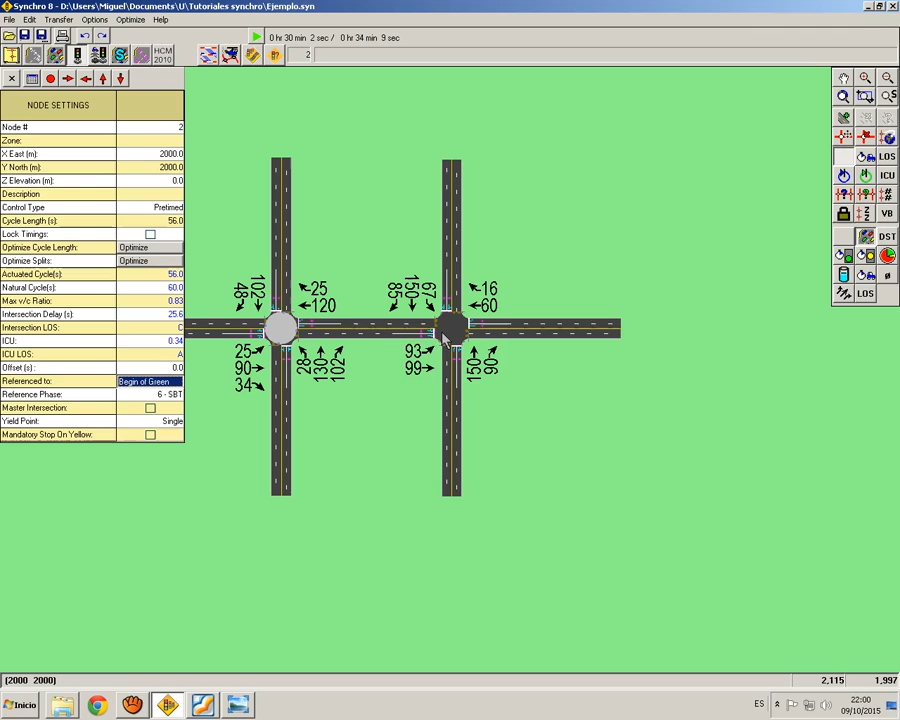 Synchro 8 - D:\Users\Miguel\Documents\U\Tutoriales synchro\Ejemplo.syn
File Edit Transfer Options Optimize Help
0 hr 30 min 2 sec / 0 hr 34 min 9 sec
HCM 2010
2
NODE SETTINGS
Node # 2
Zone:
X East (m): 2000.0
Y North (m): 2000.0
Z Elevation (m): 0.0
Description
Control Type Pretimed
Cycle Length (s): 56.0
Lock Timings:
Optimize Cycle Length: Optimize
Optimize Splits: Optimize
Actuated Cycle(s): 56.0
Natural Cycle(s): 60.0
Max v/c Ratio: 0.83
Intersection Delay (s): 25.6
Intersection LOS: C
ICU: 0.34
ICU LOS: A
Offset (s) : 0.0
Referenced to: Begin of Green
Reference Phase: 6 - SBT
Master Intersection:
Yield Point: Single
Mandatory Stop On Yellow:
48 102
25
120
25
90
34
28 130 102
85 150 67
16
60
93
99
150 90
LOS
ICU
##
ZZ VB
DST
ø
LOS
(2000 2000)
2,115 1,997
Inicio
ES
22:00
09/10/2015